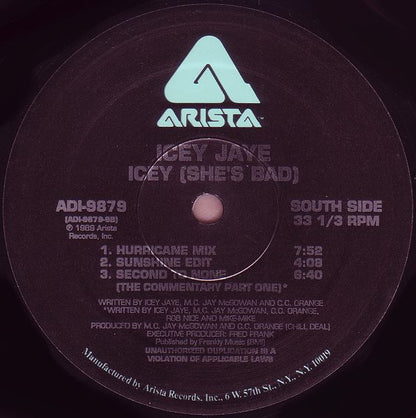 ARISTA™
ICEY JAYE
ICEY (SHE'S BAD)
ADI-9879
(ADI-9879-SB)
℗ 1989 Arista
Records, Inc.
SOUTH SIDE
33 1/3 RPM
1. HURRICANE MIX 7:52
2. SUNSHINE EDIT 4:08
3. SECOND TO NONE 6:40
(THE COMMENTARY PART ONE)*
WRITTEN BY ICEY JAYE, M.C. JAY McGOWAN AND C.C. ORANGE
*WRITTEN BY ICEY JAYE, M.C. JAY McGOWAN, C.C. ORANGE,
ROB NICE AND MIKE-MIKE
PRODUCED BY M.C. JAY McGOWAN AND C.C. ORANGE (CHILL, DEAL)
EXECUTIVE PRODUCER: FRED FRANK
Published by Frankly Music (BMI)
UNAUTHORIZED DUPLICATION IS A
VIOLATION OF APPLICABLE LAWS
Manufactured by Arista Records, Inc., 6 W. 57th St., N.Y., N.Y. 10019